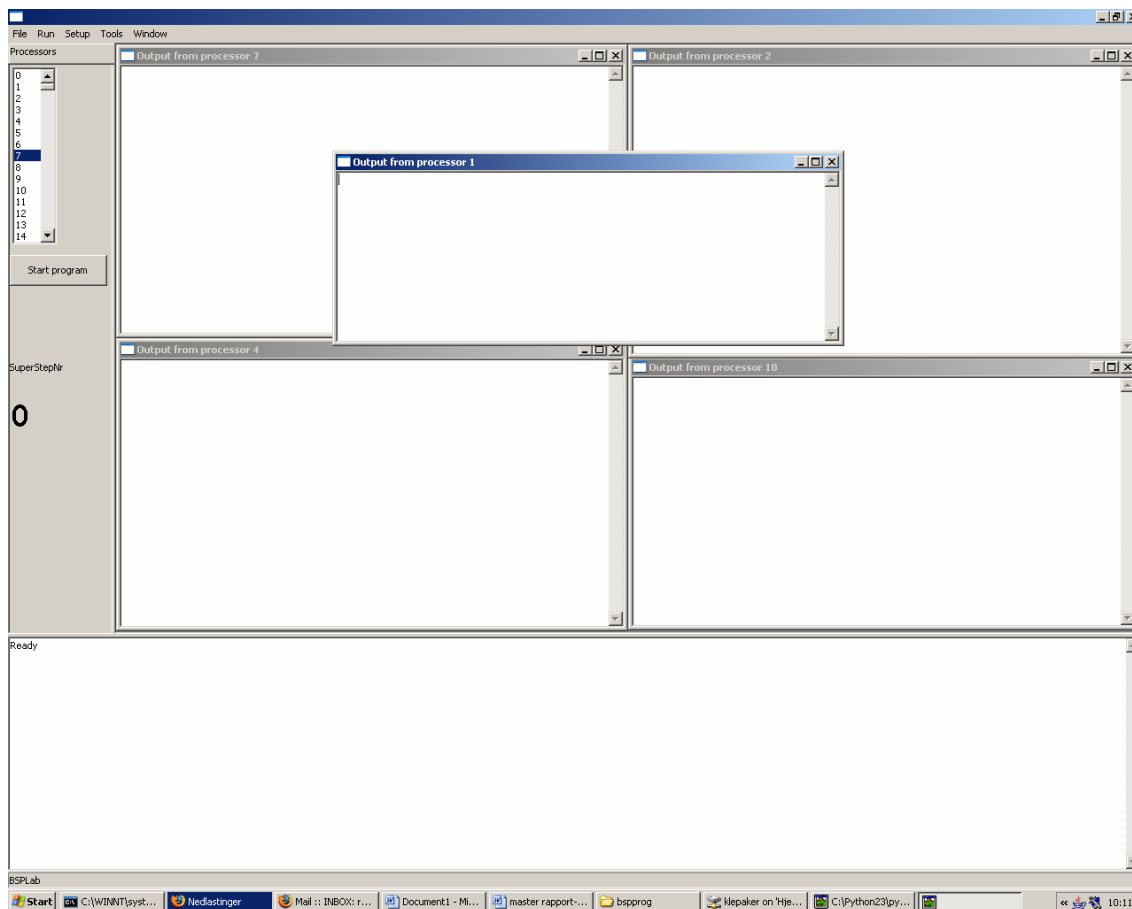 File Run Setup Tools Window
Processors
0
1
2
3
4
5
6
7
8
9
10
11
12
13
14
Start program
SuperStepNr
0
Output from processor 7
Output from processor 2
Output from processor 1
Output from processor 4
Output from processor 10
Ready
BSPLab
Start C:\WINNT\syst... Nedlastinger Mail :: INBOX: r... Document1 - Mi... master rapport-... bspprog klepaker on 'Hje... C:\Python23\py... « 10:11